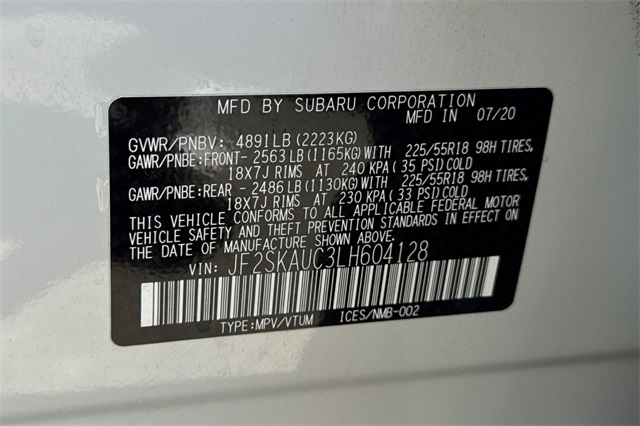 MFD BY SUBARU CORPORATION
MFD IN 07/20
GVWR/PNBV: 4891LB (2223KG)
GAWR/PNBE:FRONT- 2563LB (1165KG)WITH 225/55R18 98H TIRES,
18X7J RIMS AT 240 KPA (35 PSI)COLD
GAWR/PNBE:REAR - 2486LB (1130KG)WITH 225/55R18 98H TIRES,
18X7J RIMS AT 230 KPA (33 PSI)COLD
THIS VEHICLE CONFORMS TO ALL APPLICABLE FEDERAL MOTOR
VEHICLE SAFETY AND THEFT PREVENTION STANDARDS IN EFFECT ON
THE DATE OF MANUFACTURE SHOWN ABOVE.
VIN: JF2SKAUC3LH604128
TYPE:MPV/VTUM ICES/NMB-002